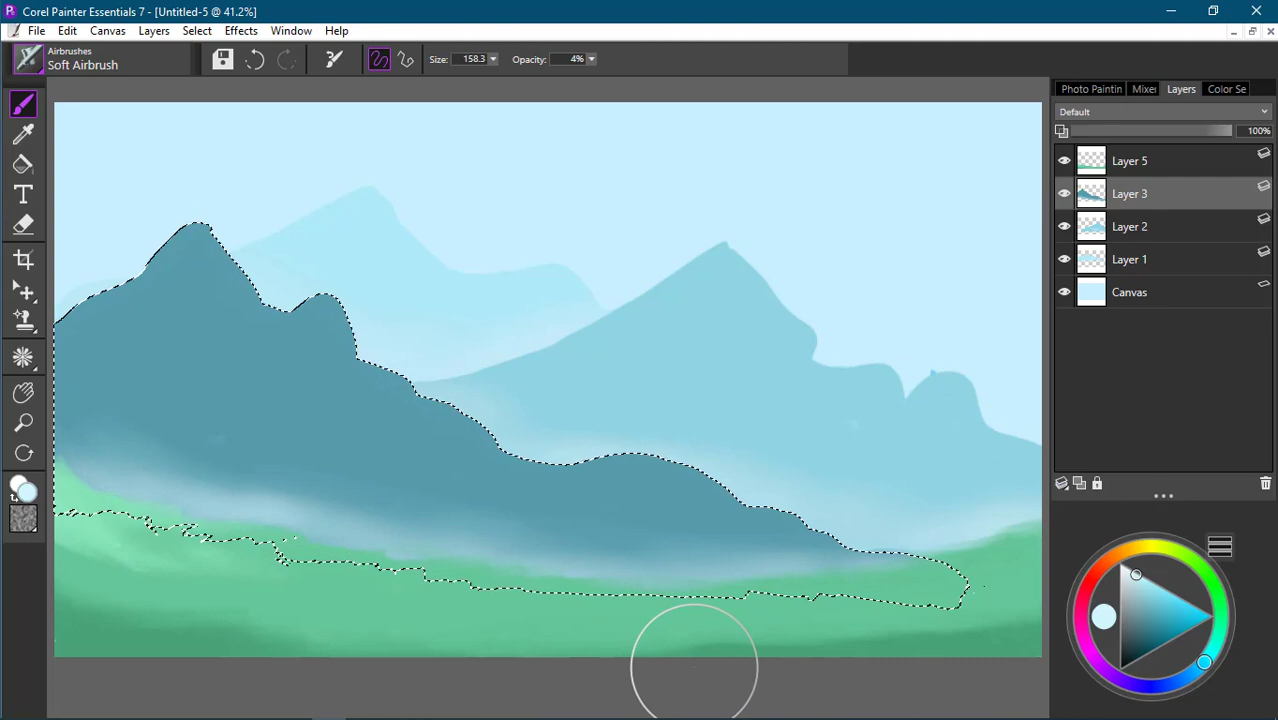 Corel Painter Essentials 7 - [Untitled-5 @ 41.2%]
File Edit Canvas Layers Select Effects Window Help
Airbrushes
Soft Airbrush
Size: 158.3 Opacity: 4%
Photo Paintin Mixer Layers Color Se
Default
100%
Layer 5
Layer 3
Layer 2
Layer 1
Canvas